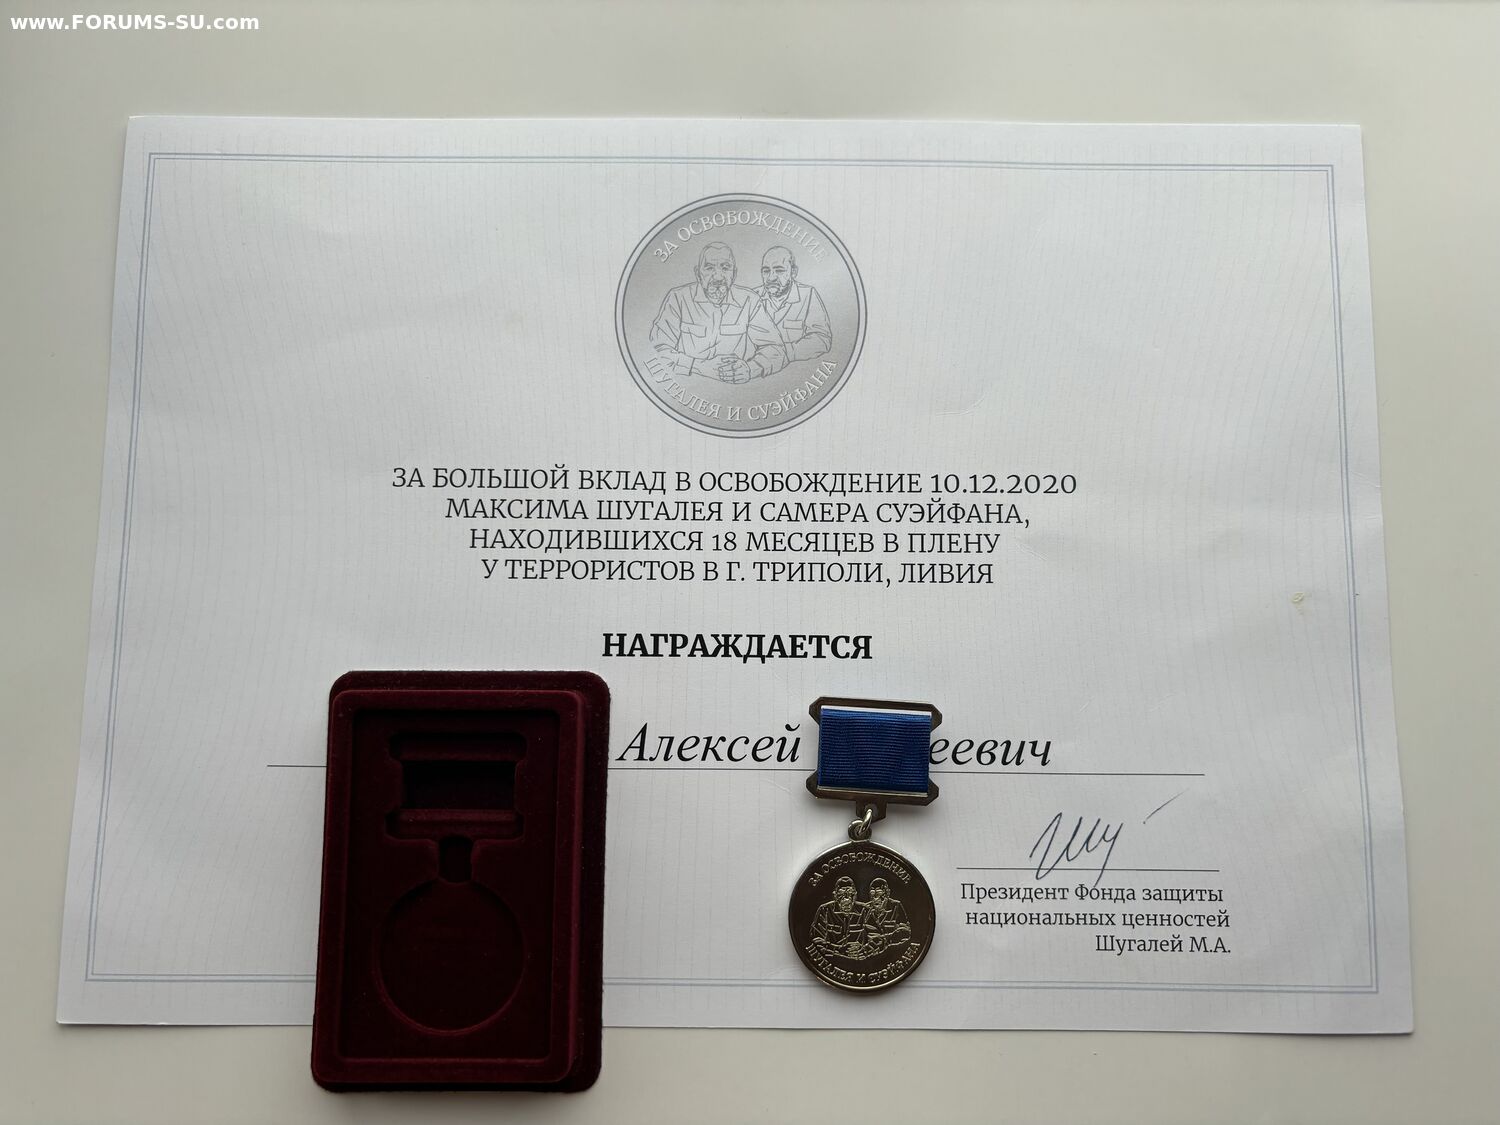 www.FORUMS-SU.com
ЗА ОСВОБОЖДЕНИЕ
ШУГАЛЕЯ И СУЭЙФАНА
ЗА БОЛЬШОЙ ВКЛАД В ОСВОБОЖДЕНИЕ 10.12.2020
МАКСИМА ШУГАЛЕЯ И САМЕРА СУЭЙФАНА,
НАХОДИВШИХСЯ 18 МЕСЯЦЕВ В ПЛЕНУ
У ТЕРРОРИСТОВ В Г. ТРИПОЛИ, ЛИВИЯ
НАГРАЖДАЕТСЯ
Алексей еевич
ЗА ОСВОБОЖДЕНИЕ
ШУГАЛЕЯ И СУЭЙФАНА
Президент Фонда защиты
национальных ценностей
Шугалей М.А.